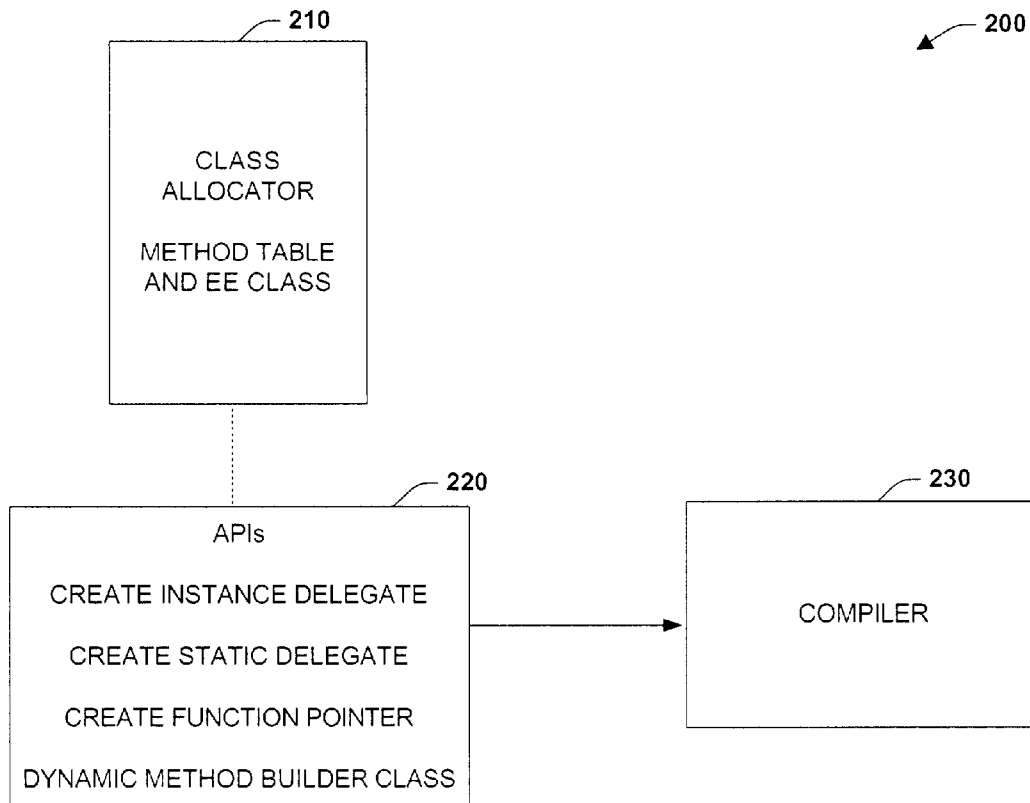 210
200
CLASS
ALLOCATOR
METHOD TABLE
AND EE CLASS
220
230
APIs
CREATE INSTANCE DELEGATE
CREATE STATIC DELEGATE
CREATE FUNCTION POINTER
DYNAMIC METHOD BUILDER CLASS
COMPILER